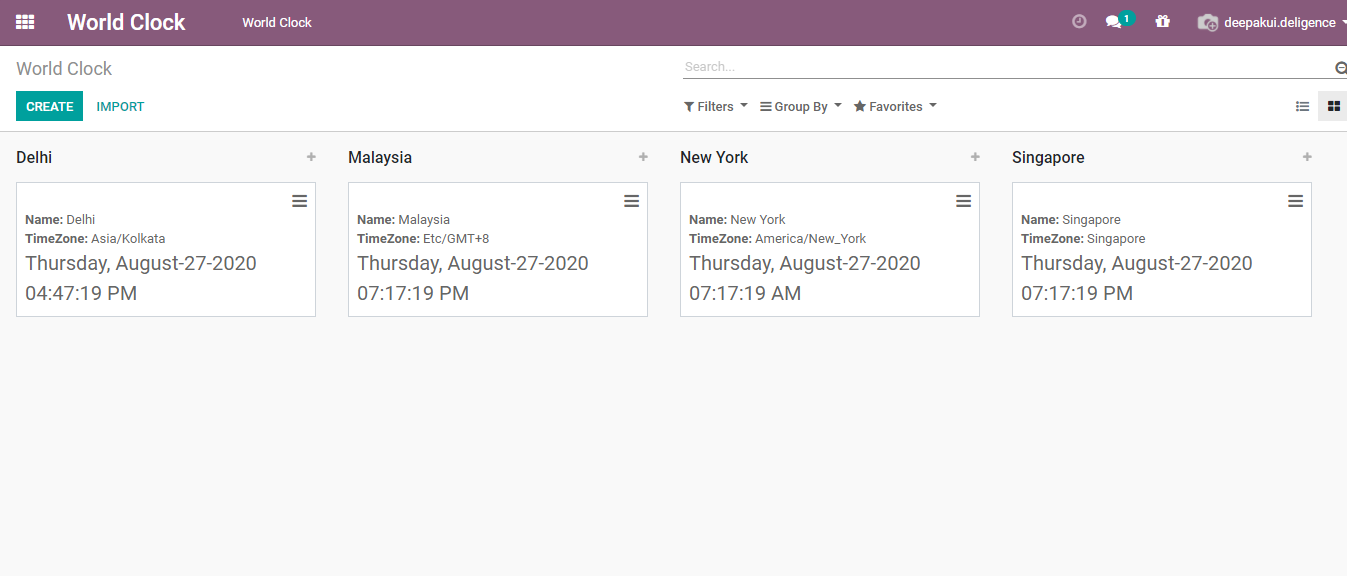 World Clock World Clock 1 deepakui.deligence
World Clock Search...
CREATE IMPORT Filters Group By Favorites
Delhi + Malaysia + New York + Singapore +
Name: Delhi
TimeZone: Asia/Kolkata
Thursday, August-27-2020
04:47:19 PM
Name: Malaysia
TimeZone: Etc/GMT+8
Thursday, August-27-2020
07:17:19 PM
Name: New York
TimeZone: America/New_York
Thursday, August-27-2020
07:17:19 AM
Name: Singapore
TimeZone: Singapore
Thursday, August-27-2020
07:17:19 PM